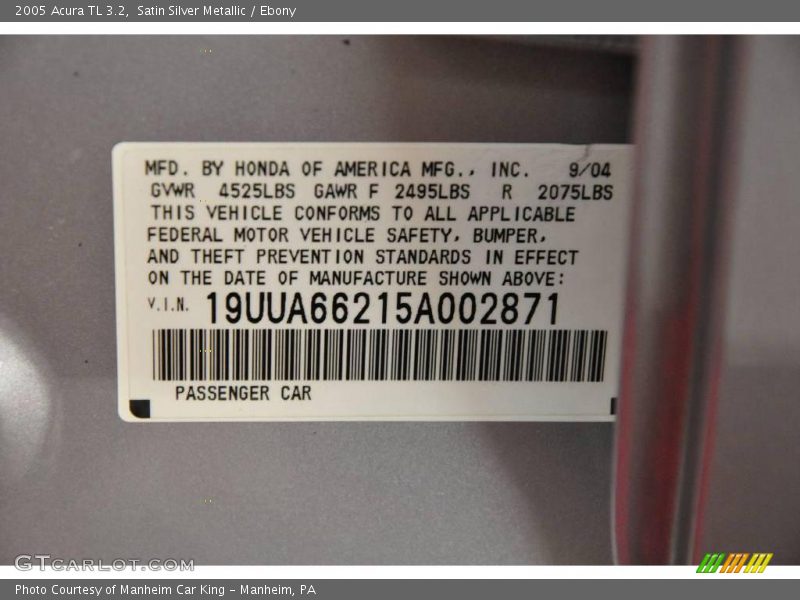 2005 Acura TL 3.2, Satin Silver Metallic / Ebony
MFD. BY HONDA OF AMERICA MFG., INC. 9/04
GVWR 4525LBS GAWR F 2495LBS R 2075LBS
THIS VEHICLE CONFORMS TO ALL APPLICABLE
FEDERAL MOTOR VEHICLE SAFETY, BUMPER,
AND THEFT PREVENTION STANDARDS IN EFFECT
ON THE DATE OF MANUFACTURE SHOWN ABOVE:
V.I.N. 19UUA66215A002871
PASSENGER CAR
GTCARLOT.COM
Photo Courtesy of Manheim Car King - Manheim, PA